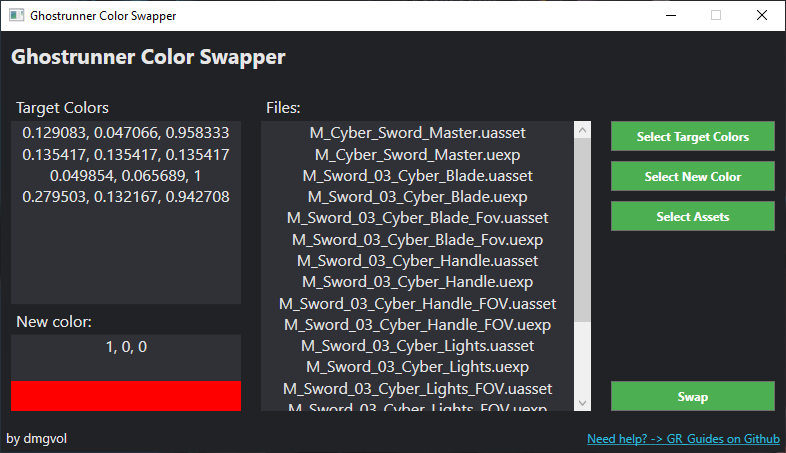 Ghostrunner Color Swapper
Ghostrunner Color Swapper
Target Colors
0.129083, 0.047066, 0.958333
0.135417, 0.135417, 0.135417
0.049854, 0.065689, 1
0.279503, 0.132167, 0.942708
New color:
1, 0, 0
Files:
M_Cyber_Sword_Master.uasset
M_Cyber_Sword_Master.uexp
M_Sword_03_Cyber_Blade.uasset
M_Sword_03_Cyber_Blade.uexp
M_Sword_03_Cyber_Blade_Fov.uasset
M_Sword_03_Cyber_Blade_Fov.uexp
M_Sword_03_Cyber_Handle.uasset
M_Sword_03_Cyber_Handle.uexp
M_Sword_03_Cyber_Handle_FOV.uasset
M_Sword_03_Cyber_Handle_FOV.uexp
M_Sword_03_Cyber_Lights.uasset
M_Sword_03_Cyber_Lights.uexp
M_Sword_03_Cyber_Lights_FOV.uasset
M_Sword_03_Cyber_Lights_FOV.uexp
Select Target Colors
Select New Color
Select Assets
Swap
by dmgvol
Need help? -> GR_Guides on Github